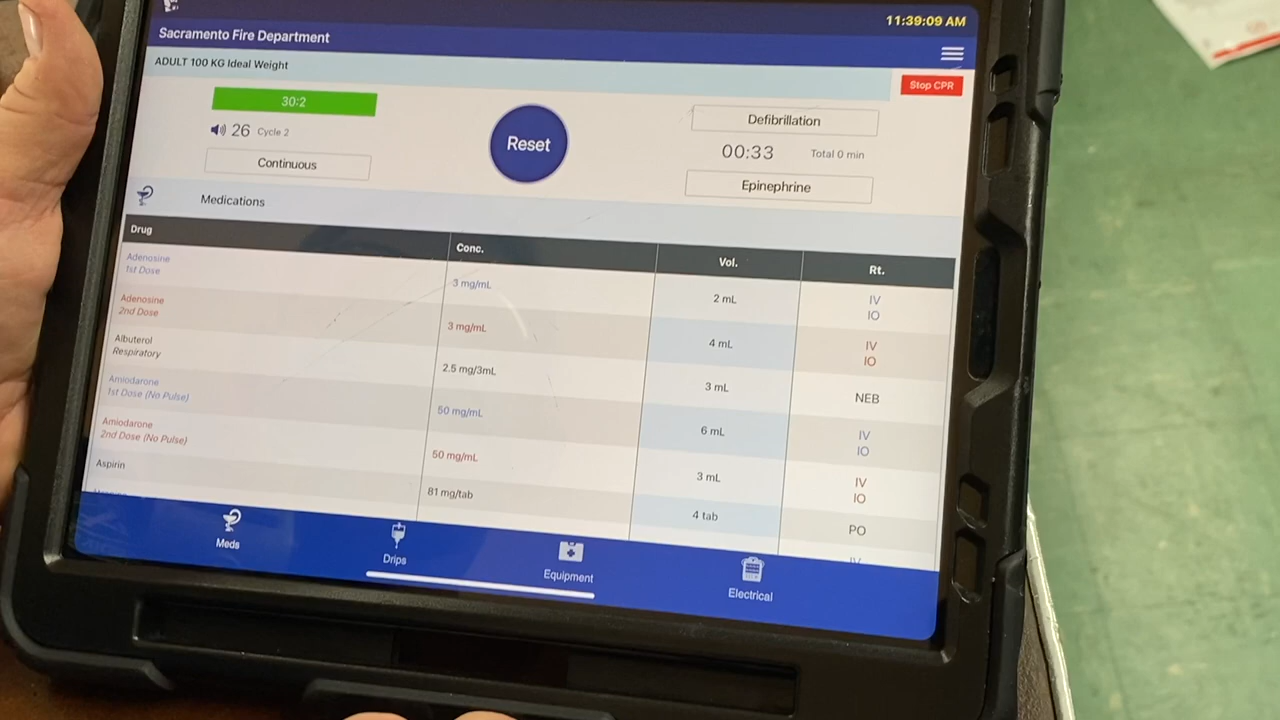 11:39:09 AM
Sacramento Fire Department
ADULT 100 KG Ideal Weight
Stop CPR
30:2
26 Cycle 2
Continuous
Reset
Defibrillation
00:33 Total 0 min
Epinephrine
Medications
Drug Conc. Vol. Rt.
Adenosine
1st Dose
3 mg/mL
2 mL
IV
IO
Adenosine
2nd Dose
3 mg/mL
4 mL
IV
IO
Albuterol
Respiratory
2.5 mg/3mL
3 mL
NEB
Amiodarone
1st Dose (No Pulse)
50 mg/mL
6 mL
IV
IO
Amiodarone
2nd Dose (No Pulse)
50 mg/mL
3 mL
IV
IO
Aspirin
81 mg/tab
4 tab
PO
Meds
Drips
Equipment
Electrical